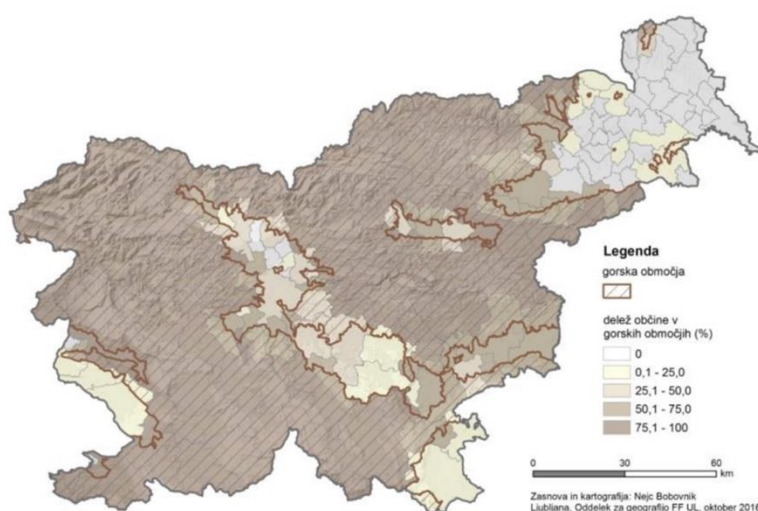 Legenda
gorska območja
delež občine v
gorskih območjih (%)
0
0,1 - 25,0
25,1 - 50,0
50,1 - 75,0
75,1 - 100
0 30 60
km
Zasnova in kartografija: Nejc Bobovnik
Ljubljana, Oddelek za geografijo FF UL, oktober 2016